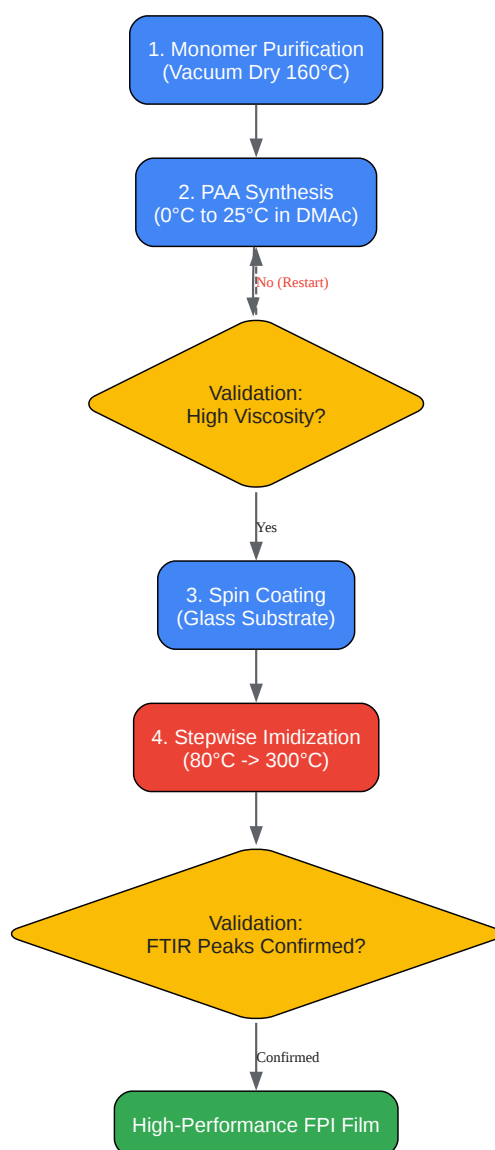 1. Monomer Purification
(Vacuum Dry 160°C)
2. PAA Synthesis
(0°C to 25°C in DMAc)
No (Restart)
Validation:
High Viscosity?
Yes
3. Spin Coating
(Glass Substrate)
4. Stepwise Imidization
(80°C -> 300°C)
Validation:
FTIR Peaks Confirmed?
Confirmed
High-Performance FPI Film